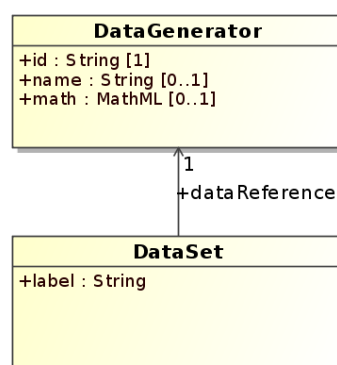 DataGenerator
+id : String [1]
+name : String [0..1]
+math : MathML [0..1]
1
+dataReference
DataSet
+label : String